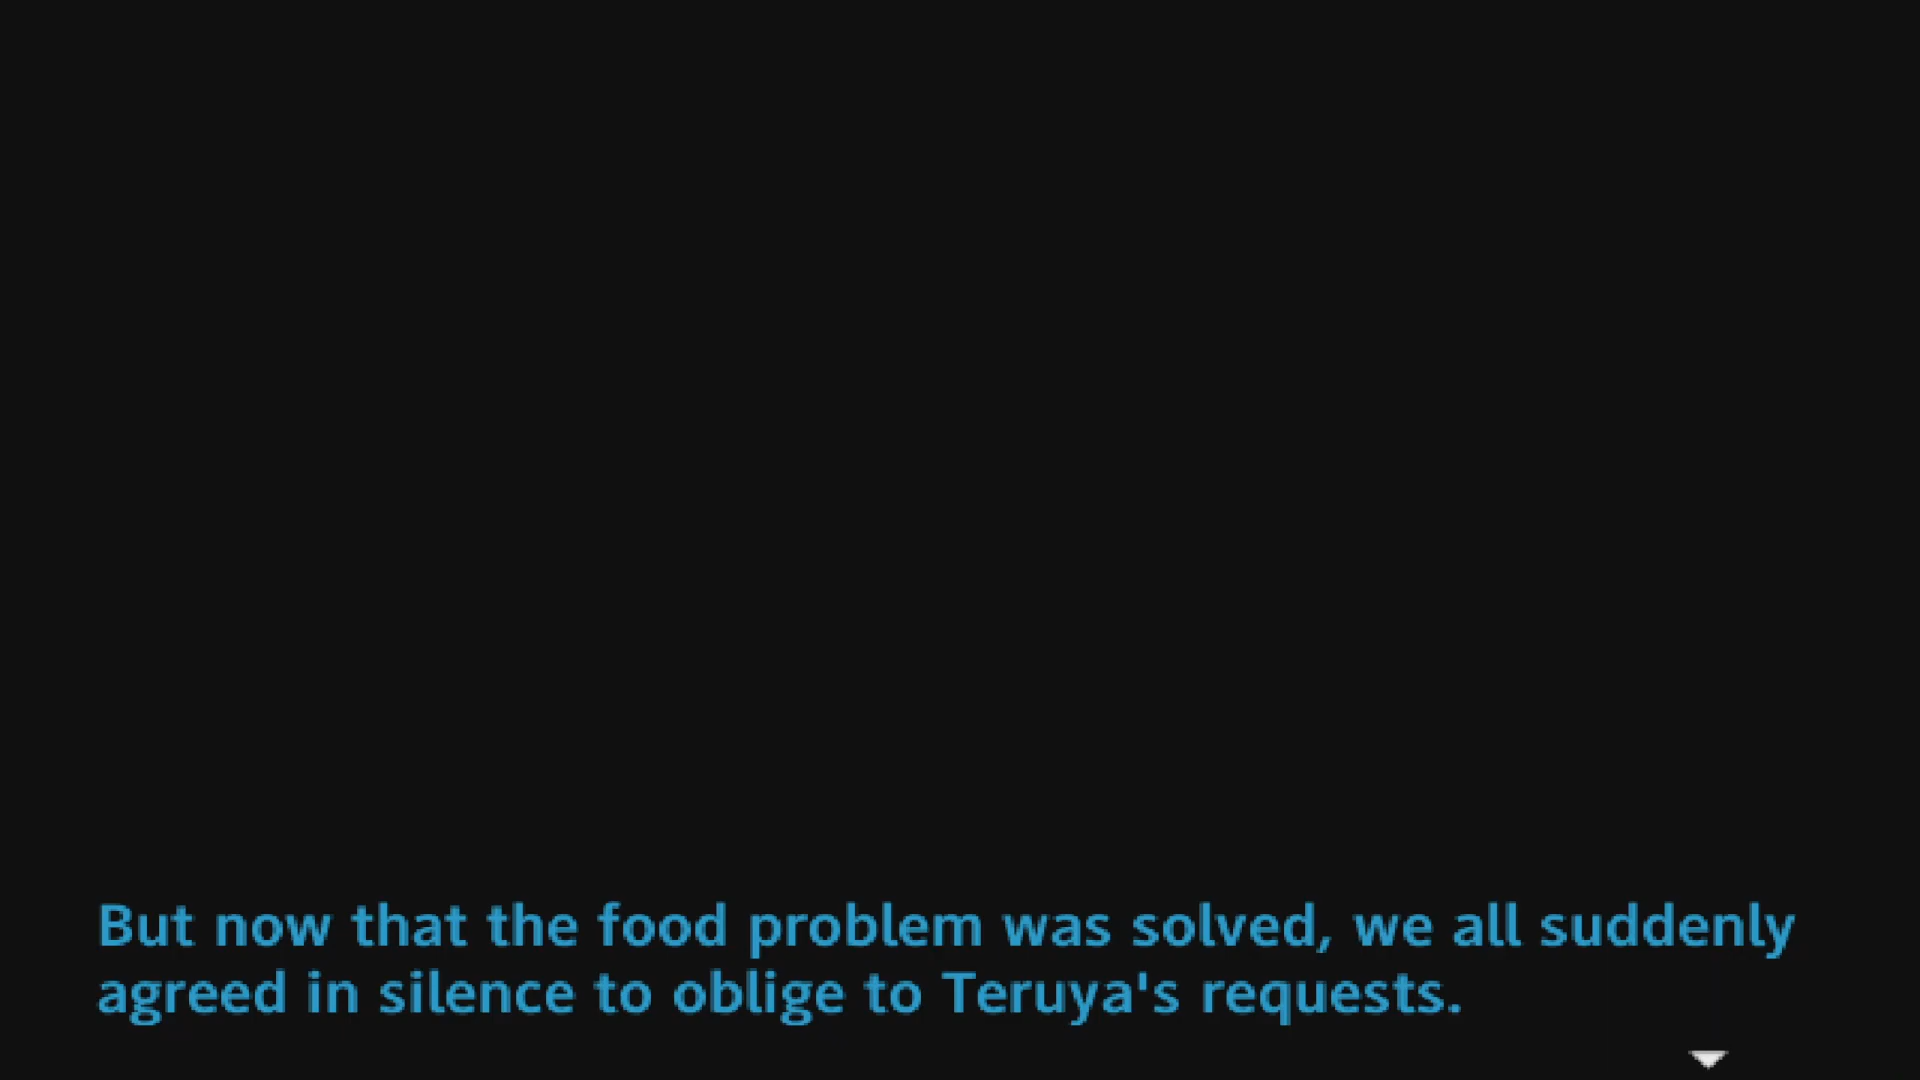 But now that the food problem was solved, we all suddenly
agreed in silence to oblige to Teruya's requests.